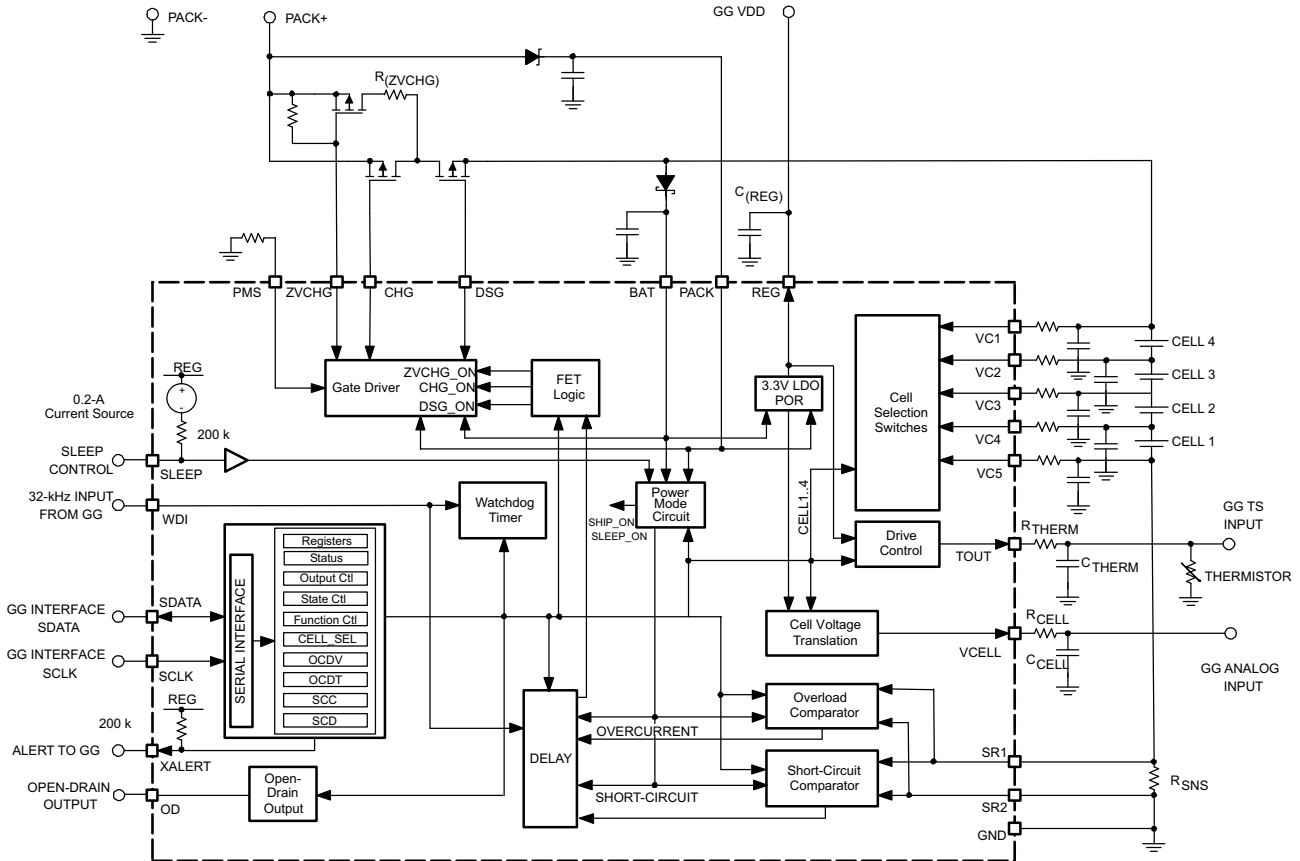 PACK-
PACK+
GG VDD
R(ZVCHG)
C(REG)
PMS
ZVCHG
CHG
DSG
BAT
PACK
REG
ZVCHG_ON
CHG_ON
DSG_ON
Gate Driver
FET
Logic
3.3V LDO
POR
Cell
Selection
Switches
VC1
VC2
VC3
VC4
VC5
CELL 4
CELL 3
CELL 2
CELL 1
REG
+
-
0.2-A
Current Source
200 k
SLEEP
CONTROL
SLEEP
32-kHz INPUT
FROM GG
WDI
Watchdog
Timer
Power
Mode
Circuit
SHIP_ON
SLEEP_ON
CELL1..4
Drive
Control
TOUT
RTHERM
CTHERM
GG TS
INPUT
THERMISTOR
SERIAL INTERFACE
Registers
Status
Output Ctl
State Ctl
Function Ctl
CELL_SEL
OCDV
OCDT
SCC
SCD
GG INTERFACE
SDATA
SDATA
GG INTERFACE
SCLK
SCLK
Cell Voltage
Translation
VCELL
RCELL
CCELL
GG ANALOG
INPUT
REG
200 k
ALERT TO GG
XALERT
OPEN-DRAIN
OUTPUT
OD
Open-
Drain
Output
DELAY
OVERCURRENT
SHORT-CIRCUIT
Overload
Comparator
Short-Circuit
Comparator
SR1
SR2
GND
RSNS